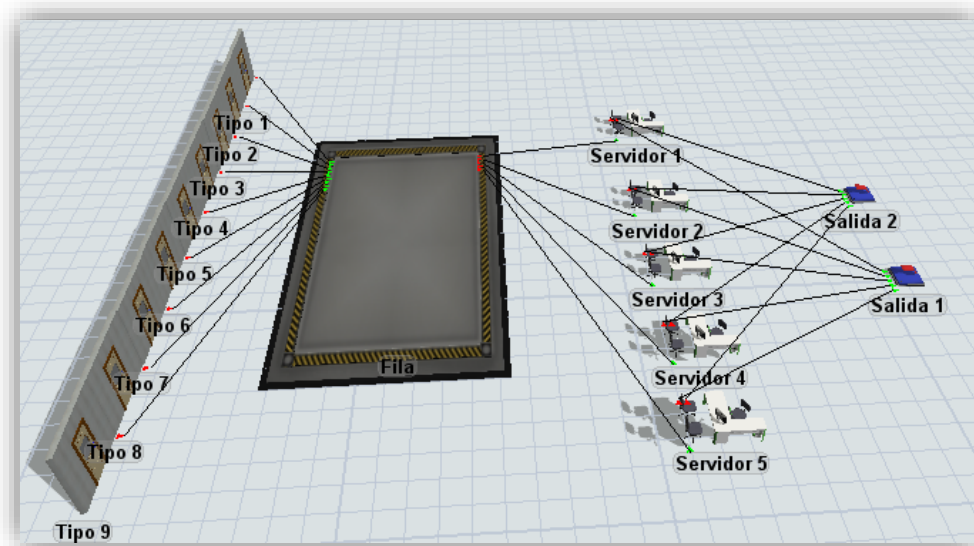 Tipo 1
Tipo 2
Tipo 3
Tipo 4
Tipo 5
Tipo 6
Tipo 7
Tipo 8
Tipo 9
Fila
Servidor 1
Servidor 2
Servidor 3
Servidor 4
Servidor 5
Salida 2
Salida 1